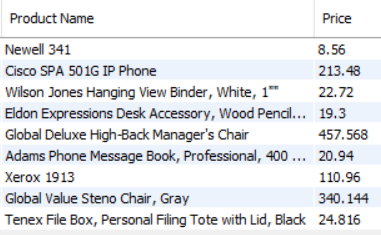 Product Name Price
Newell 341 8.56
Cisco SPA 501G IP Phone 213.48
Wilson Jones Hanging View Binder, White, 1"" 22.72
Eldon Expressions Desk Accessory, Wood Pencil... 19.3
Global Deluxe High-Back Manager's Chair 457.568
Adams Phone Message Book, Professional, 400 ... 20.94
Xerox 1913 110.96
Global Value Steno Chair, Gray 340.144
Tenex File Box, Personal Filing Tote with Lid, Black 24.816